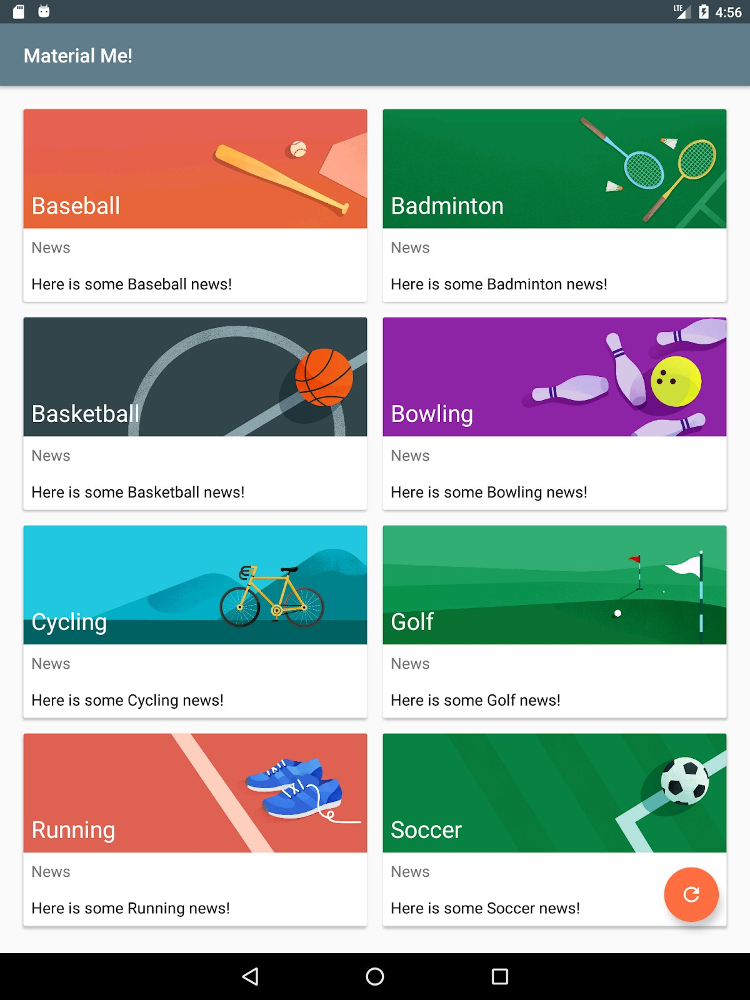 LTE 4:56
Material Me!
Baseball
News
Here is some Baseball news!
Badminton
News
Here is some Badminton news!
Basketball
News
Here is some Basketball news!
Bowling
News
Here is some Bowling news!
Cycling
News
Here is some Cycling news!
Golf
News
Here is some Golf news!
Running
News
Here is some Running news!
Soccer
News
Here is some Soccer news!